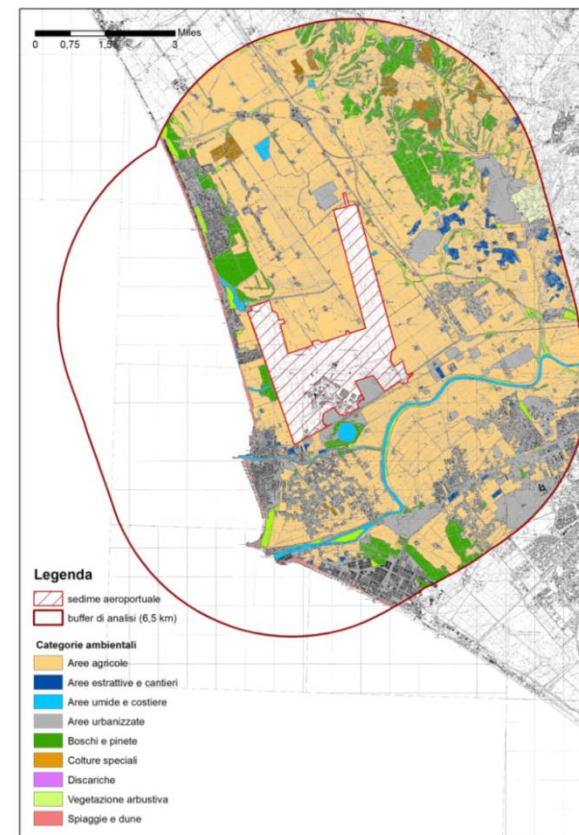 Miles
0 0,75 1,5 3
Legenda
sedime aeroportuale
buffer di analisi (6,5 km)
Categorie ambientali
Aree agricole
Aree estrattive e cantieri
Aree umide e costiere
Aree urbanizzate
Boschi e pinete
Colture speciali
Discariche
Vegetazione arbustiva
Spiaggie e dune